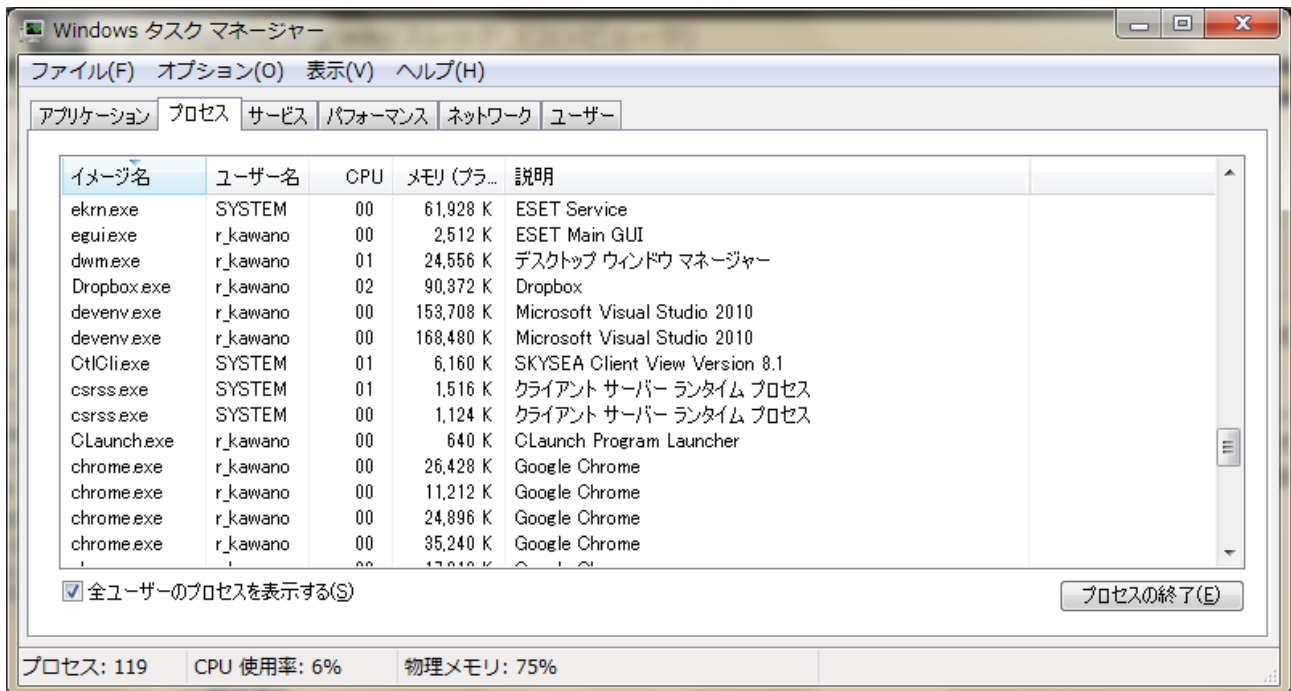 Windows タスク マネージャー
ファイル(F) オプション(O) 表示(V) ヘルプ(H)
アプリケーション プロセス サービス パフォーマンス ネットワーク ユーザー
イメージ名 ユーザー名 CPU メモリ (プラ... 説明
ekrn.exe SYSTEM 00 61,928 K ESET Service
egui.exe r_kawano 00 2,512 K ESET Main GUI
dwm.exe r_kawano 01 24,556 K デスクトップ ウィンドウ マネージャー
Dropbox.exe r_kawano 02 90,372 K Dropbox
devenv.exe r_kawano 00 153,708 K Microsoft Visual Studio 2010
devenv.exe r_kawano 00 168,480 K Microsoft Visual Studio 2010
CtlCli.exe SYSTEM 01 6,160 K SKYSEA Client View Version 8.1
csrss.exe SYSTEM 01 1,516 K クライアント サーバー ランタイム プロセス
csrss.exe SYSTEM 00 1,124 K クライアント サーバー ランタイム プロセス
CLaunch.exe r_kawano 00 640 K CLaunch Program Launcher
chrome.exe r_kawano 00 26,428 K Google Chrome
chrome.exe r_kawano 00 11,212 K Google Chrome
chrome.exe r_kawano 00 24,896 K Google Chrome
chrome.exe r_kawano 00 35,240 K Google Chrome
全ユーザーのプロセスを表示する(S) プロセスの終了(E)
プロセス: 119 CPU 使用率: 6% 物理メモリ: 75%